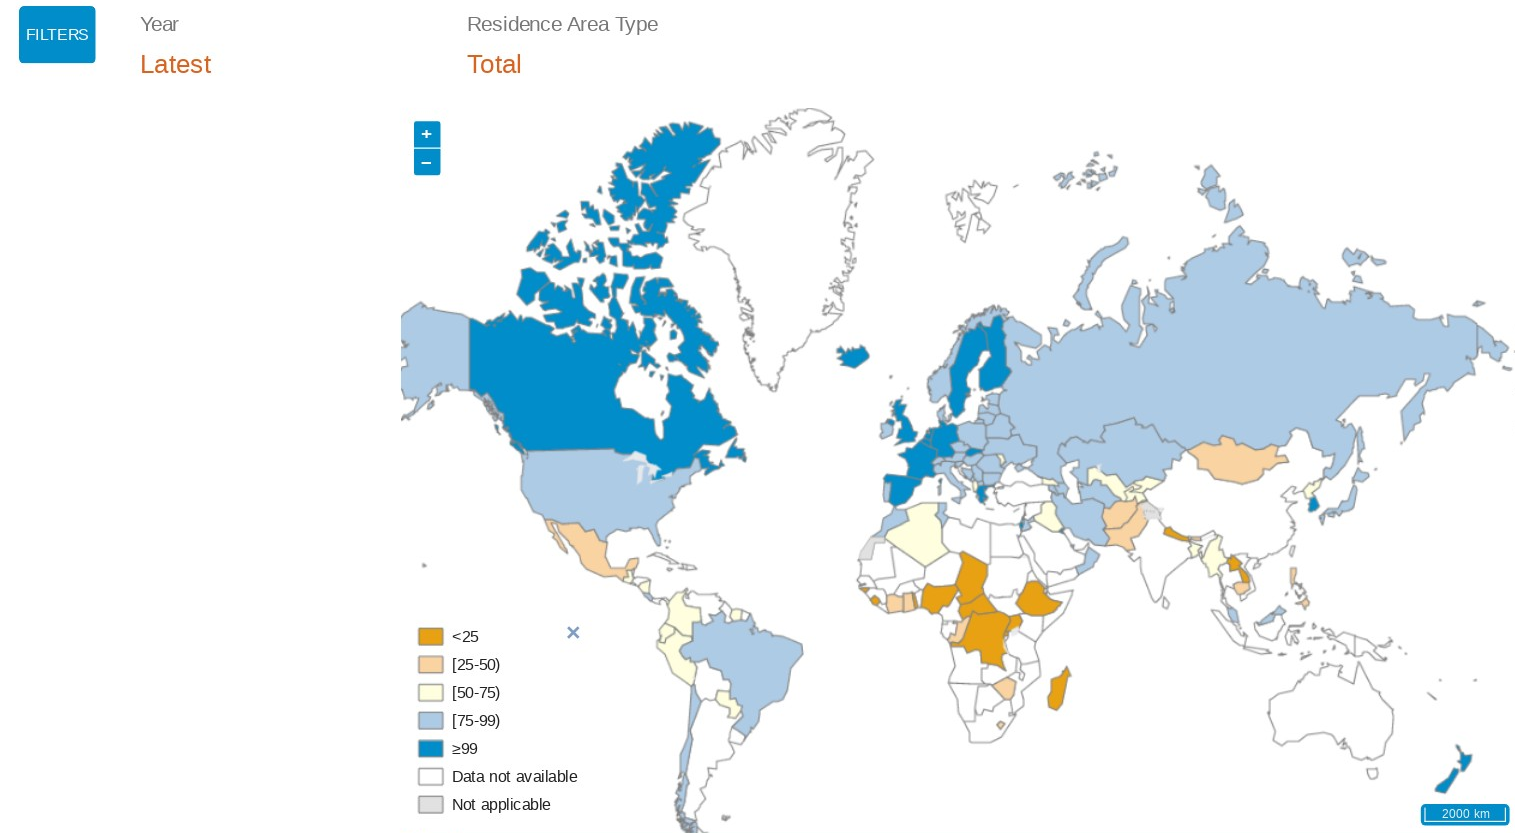 FILTERS
Year
Latest
Residence Area Type
Total
+
−
<25
[25-50)
[50-75)
[75-99)
≥99
Data not available
Not applicable
2000 km